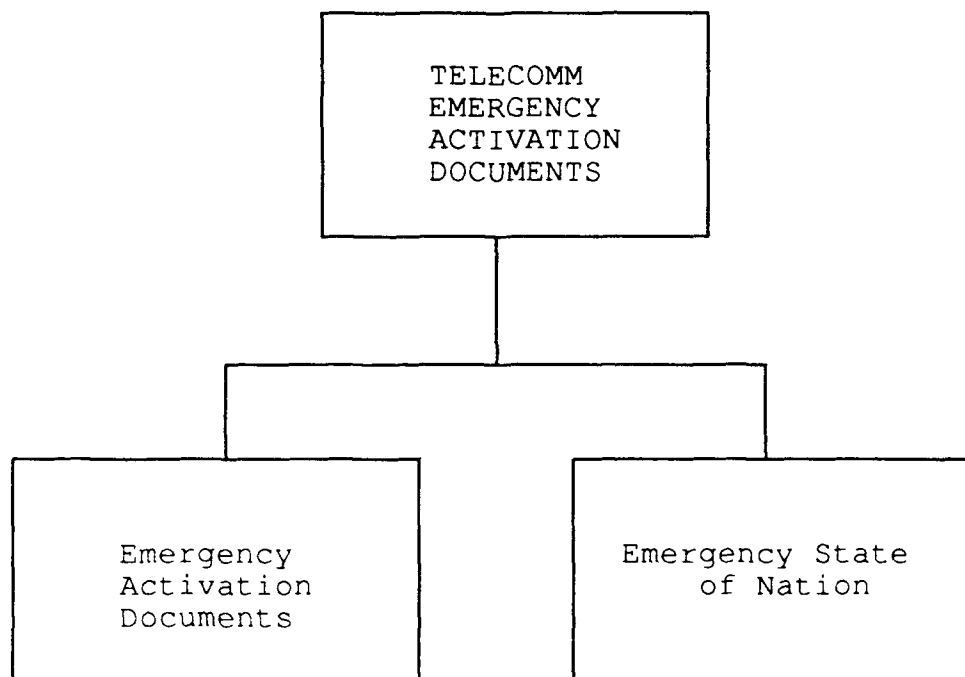 TELECOMM
EMERGENCY
ACTIVATION
DOCUMENTS
Emergency
Activation
Documents
Emergency State
of Nation